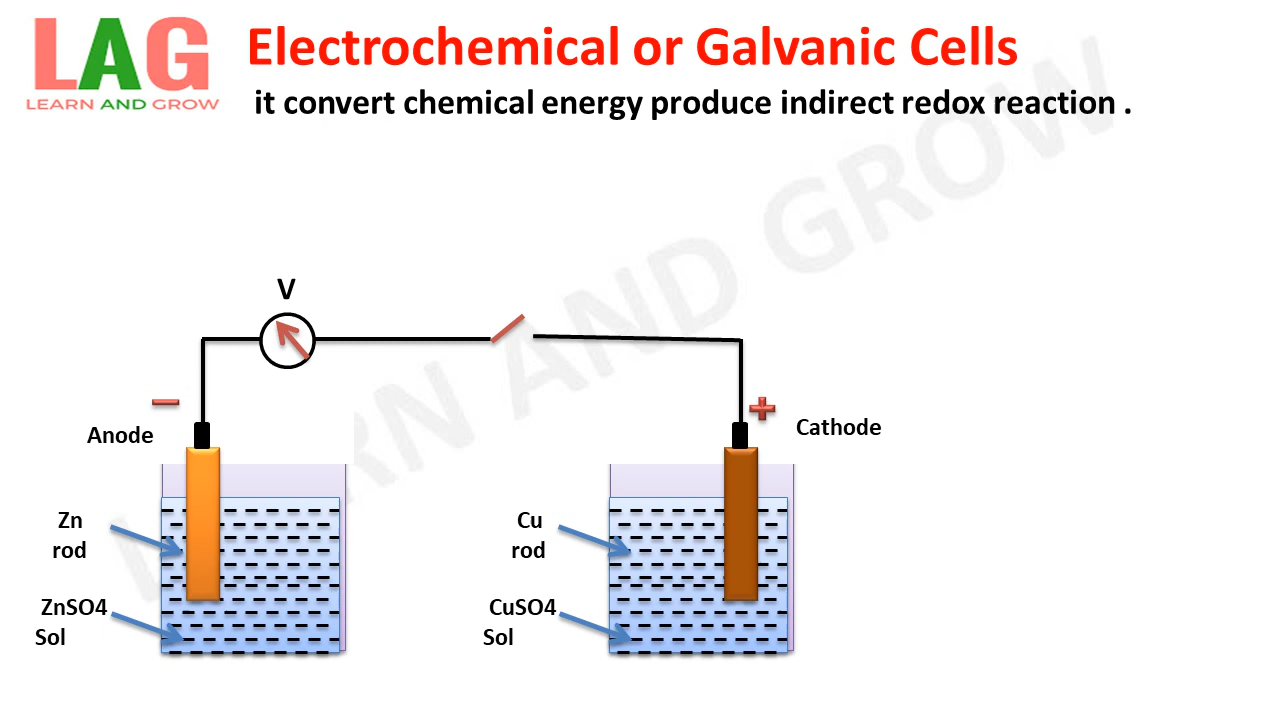 LAG
LEARN AND GROW
Electrochemical or Galvanic Cells
it convert chemical energy produce indirect redox reaction .
LEARN AND GROW
V
Anode
Cathode
Zn
rod
ZnSO4
Sol
Cu
rod
CuSO4
Sol